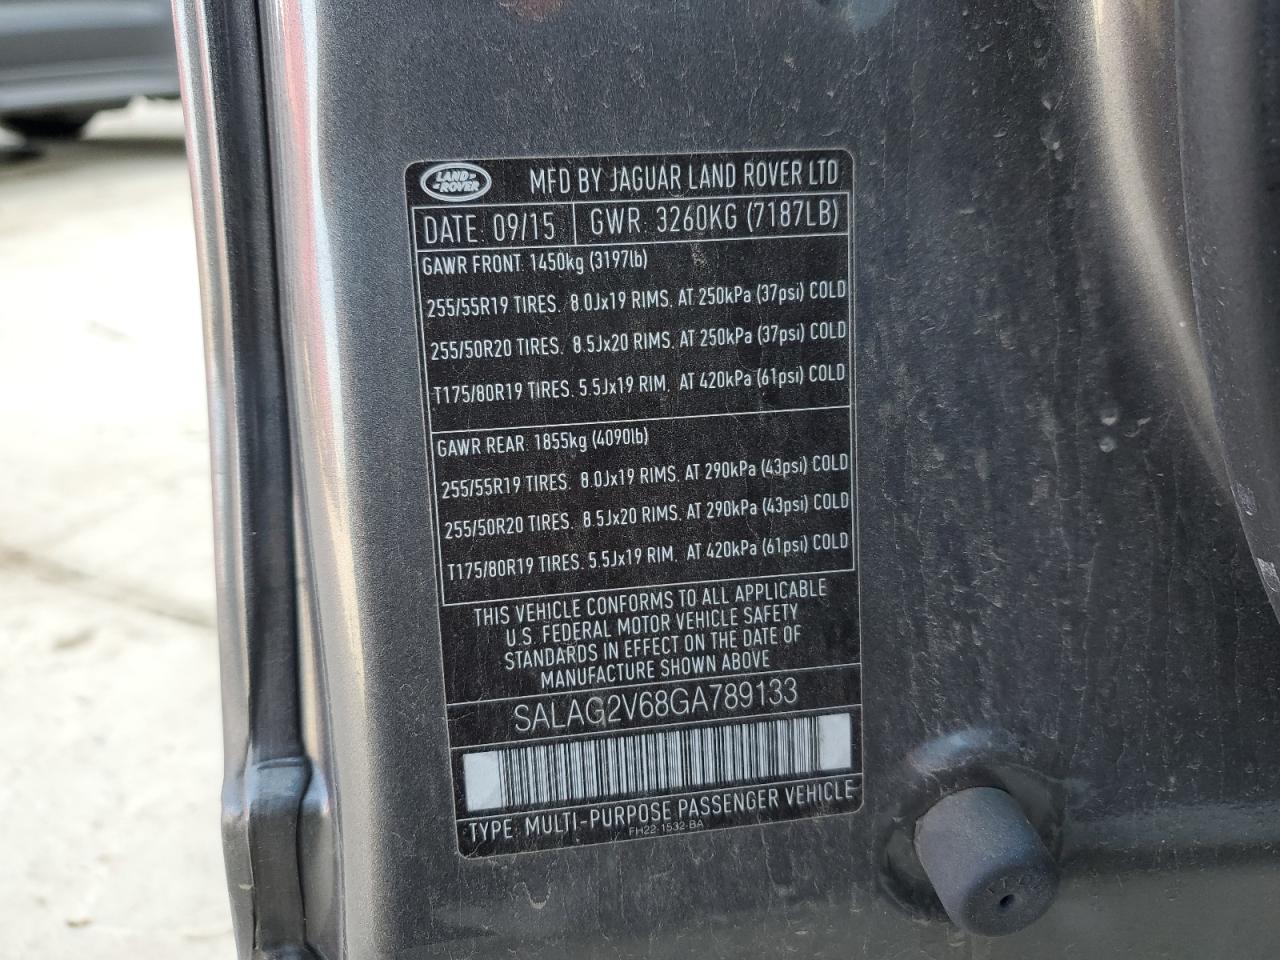 LAND-
-ROVER
MFD BY JAGUAR LAND ROVER LTD
DATE: 09/15 GWR: 3260KG (7187LB)
GAWR FRONT: 1450kg (3197lb)
255/55R19 TIRES. 8.0Jx19 RIMS. AT 250kPa (37psi) COLD
255/50R20 TIRES. 8.5Jx20 RIMS. AT 250kPa (37psi) COLD
T175/80R19 TIRES. 5.5Jx19 RIM. AT 420kPa (61psi) COLD
GAWR REAR: 1855kg (4090lb)
255/55R19 TIRES. 8.0Jx19 RIMS. AT 290kPa (43psi) COLD
255/50R20 TIRES. 8.5Jx20 RIMS. AT 290kPa (43psi) COLD
T175/80R19 TIRES. 5.5Jx19 RIM. AT 420kPa (61psi) COLD
THIS VEHICLE CONFORMS TO ALL APPLICABLE
U.S. FEDERAL MOTOR VEHICLE SAFETY
STANDARDS IN EFFECT ON THE DATE OF
MANUFACTURE SHOWN ABOVE
SALAG2V68GA789133
TYPE: MULTI-PURPOSE PASSENGER VEHICLE
FH22-1532-BA